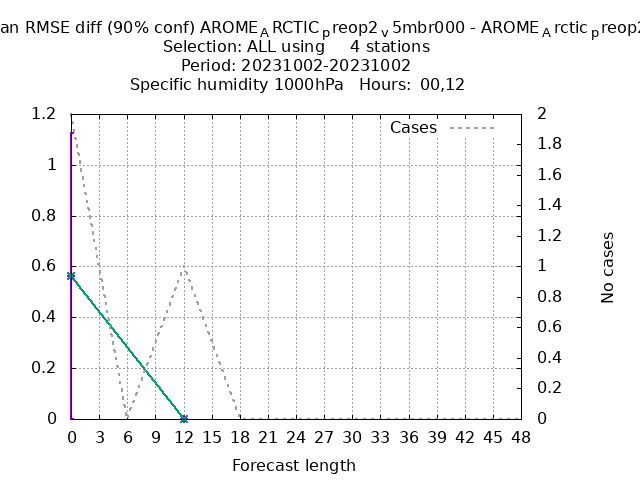 an RMSE diff (90% conf) AROME_ARCTIC_preop2_v5mbr000 - AROME_Arctic_preop2
Selection: ALL using 4 stations
Period: 20231002-20231002
Specific humidity 1000hPa Hours: 00,12
Cases
1.2
1
0.8
0.6
0.4
0.2
0
2
1.8
1.6
1.4
1.2
1
0.8
0.6
0.4
0.2
0
No cases
0 3 6 9 12 15 18 21 24 27 30 33 36 39 42 45 48
Forecast length